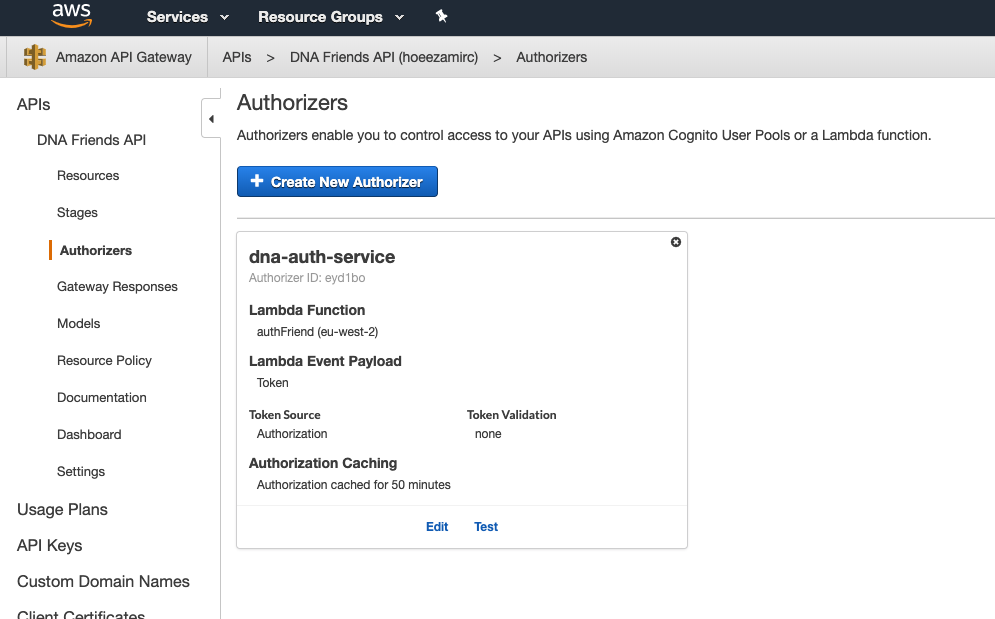 aws
Services
Resource Groups
Amazon API Gateway
APIs > DNA Friends API (hoeezamirc) > Authorizers
APIs
DNA Friends API
Resources
Stages
Authorizers
Gateway Responses
Models
Resource Policy
Documentation
Dashboard
Settings
Usage Plans
API Keys
Custom Domain Names
Client Certificates
Authorizers
Authorizers enable you to control access to your APIs using Amazon Cognito User Pools or a Lambda function.
+ Create New Authorizer
dna-auth-service
Authorizer ID: eyd1bo
Lambda Function
authFriend (eu-west-2)
Lambda Event Payload
Token
Token Source
Authorization
Token Validation
none
Authorization Caching
Authorization cached for 50 minutes
Edit
Test